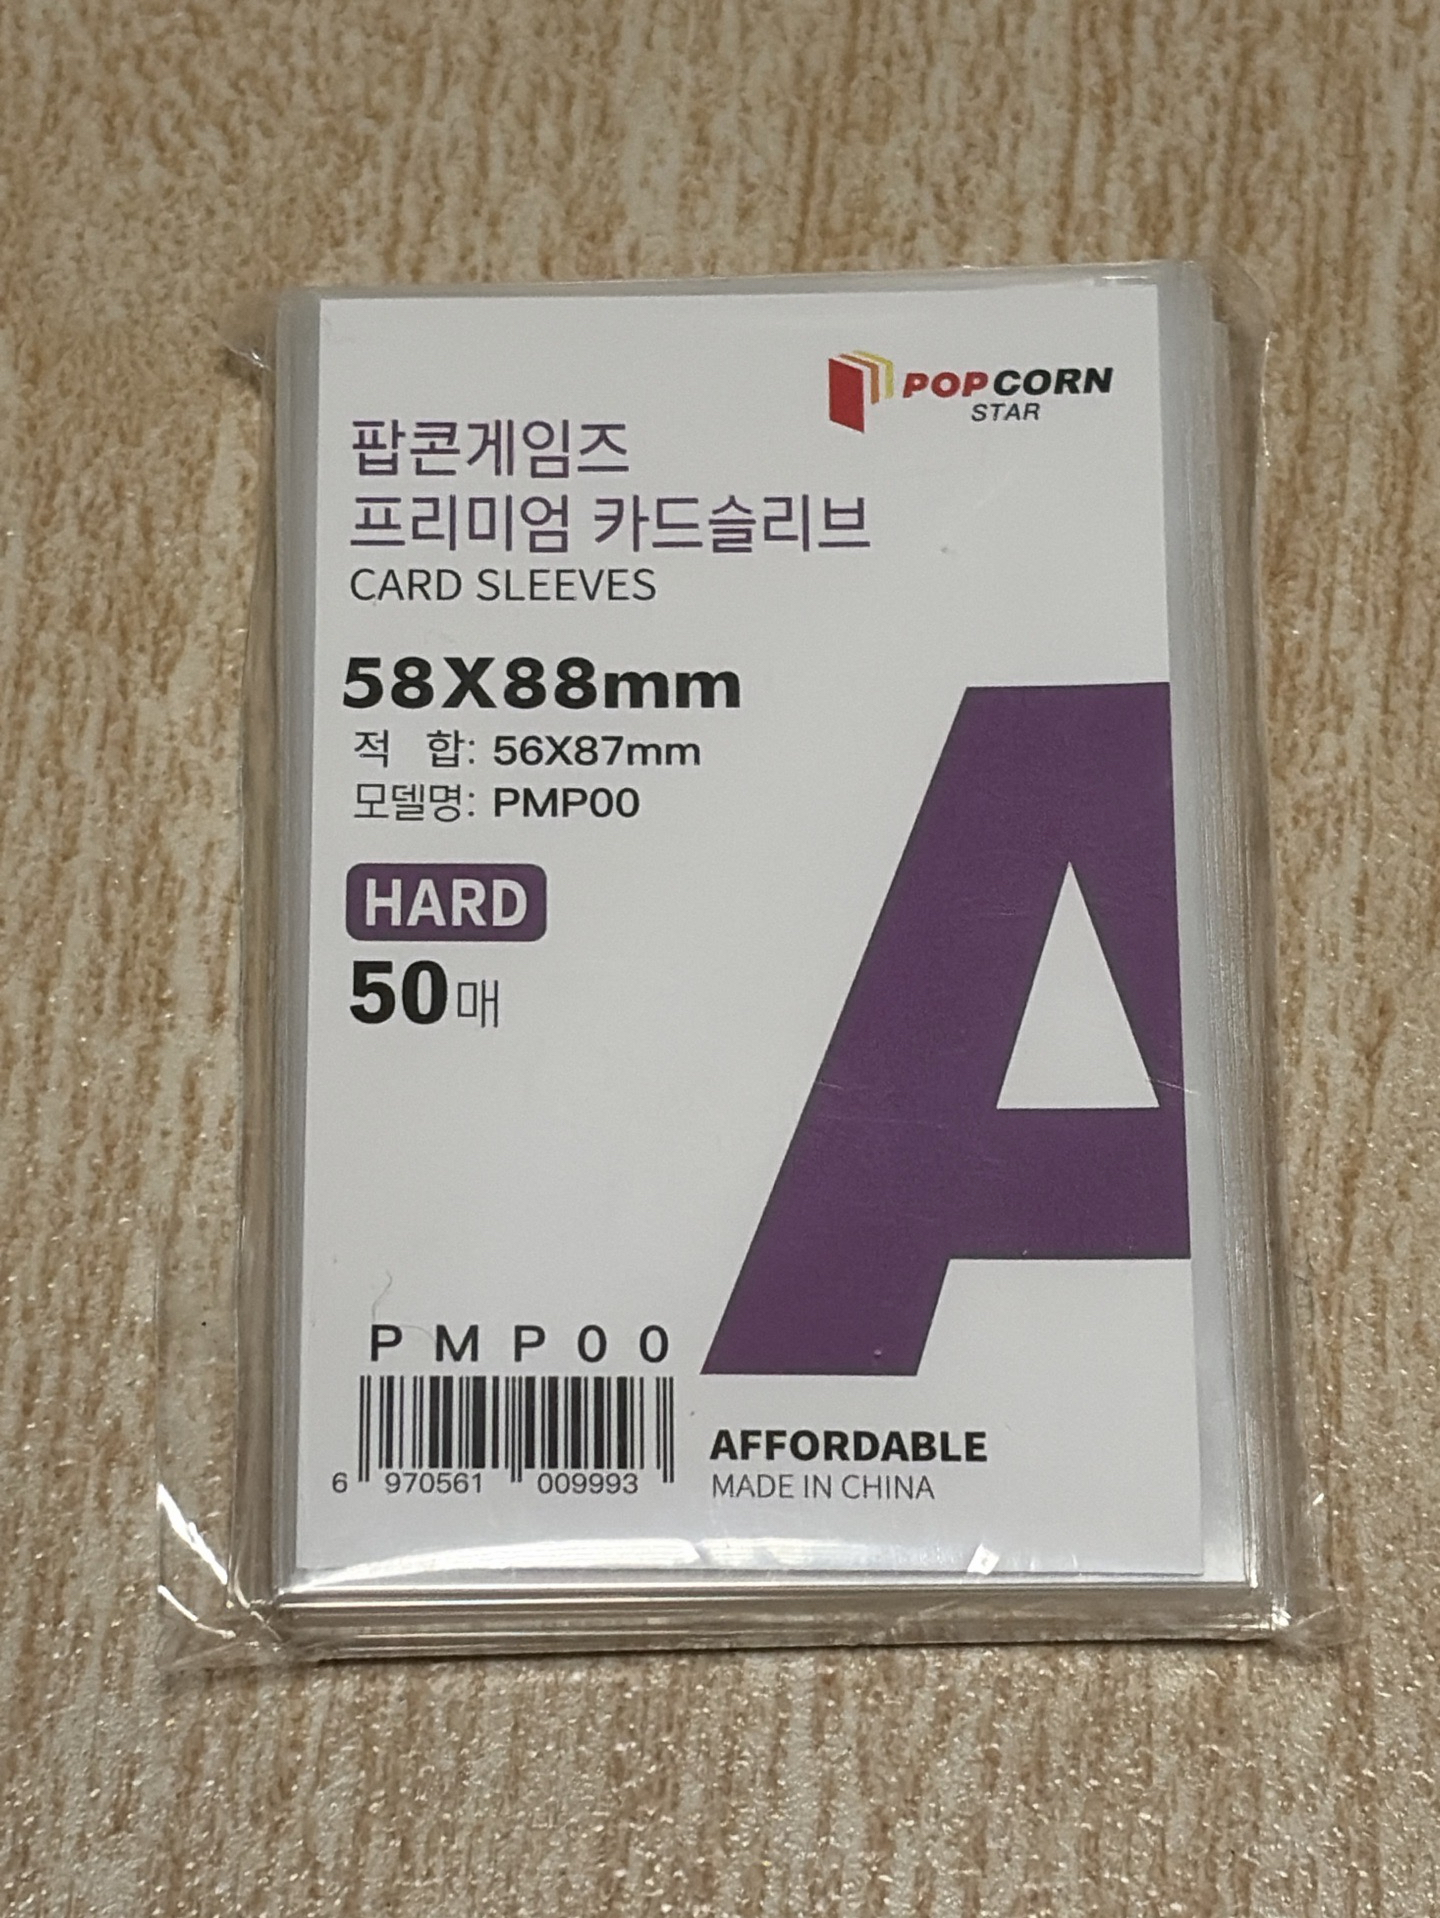 POPCORN
STAR
팝콘게임즈
프리미엄 카드슬리브
CARD SLEEVES
58X88mm
적 합: 56X87mm
모델명: PMP00
HARD
50매
A
PMP00
6 970561 009993
AFFORDABLE
MADE IN CHINA